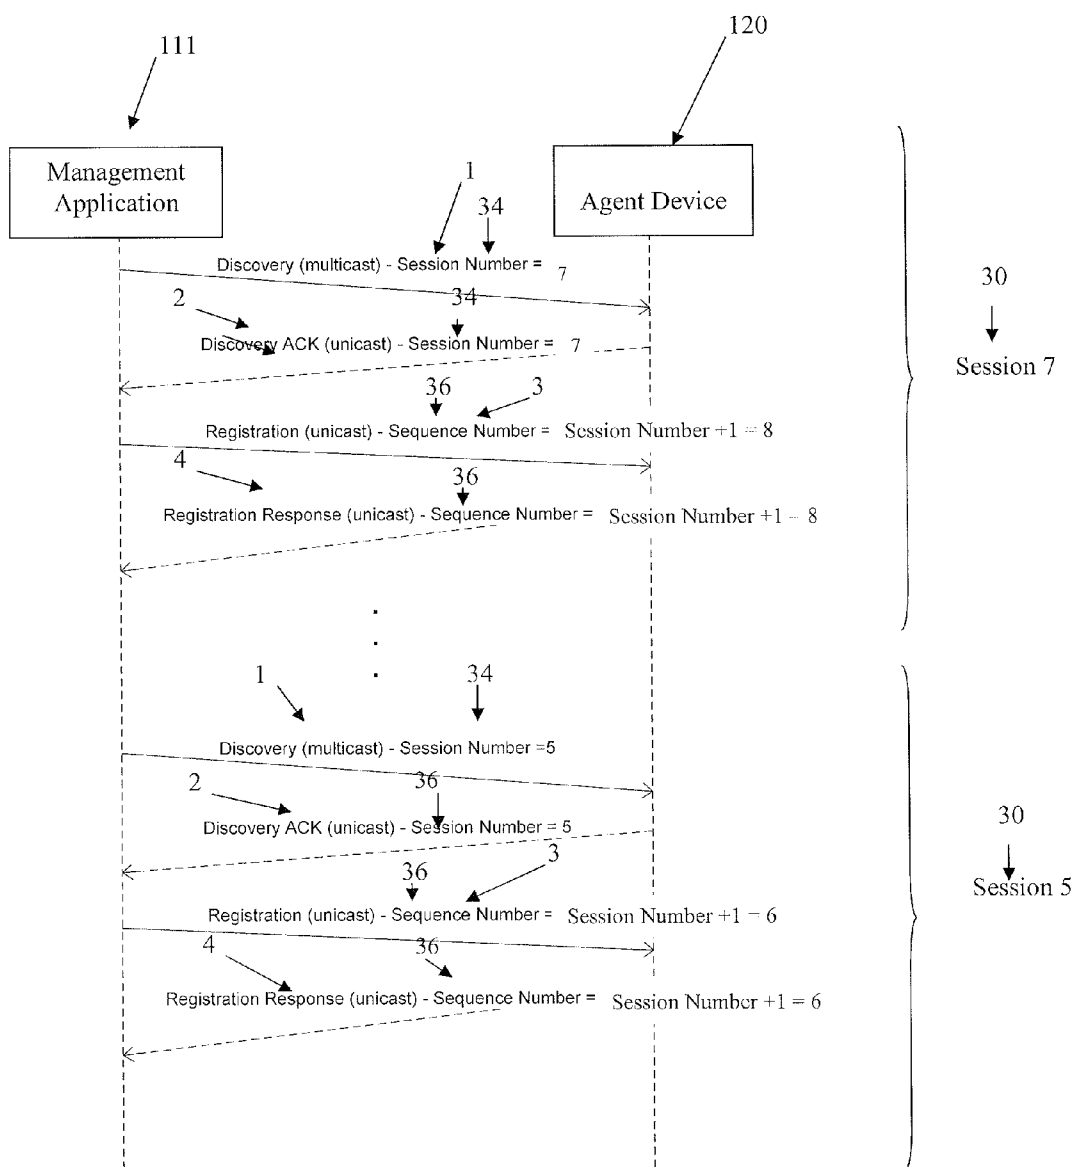 111
120
Management
Application
Agent Device
1
34
Discovery (multicast) - Session Number = 7
2
34
Discovery ACK (unicast) - Session Number = 7
30
Session 7
36
3
Registration (unicast) - Sequence Number = Session Number +1 = 8
4
36
Registration Response (unicast) - Sequence Number = Session Number +1 = 8
1
34
Discovery (multicast) - Session Number =5
2
36
Discovery ACK (unicast) - Session Number = 5
30
Session 5
36
3
Registration (unicast) - Sequence Number = Session Number +1 = 6
4
36
Registration Response (unicast) - Sequence Number = Session Number +1 = 6